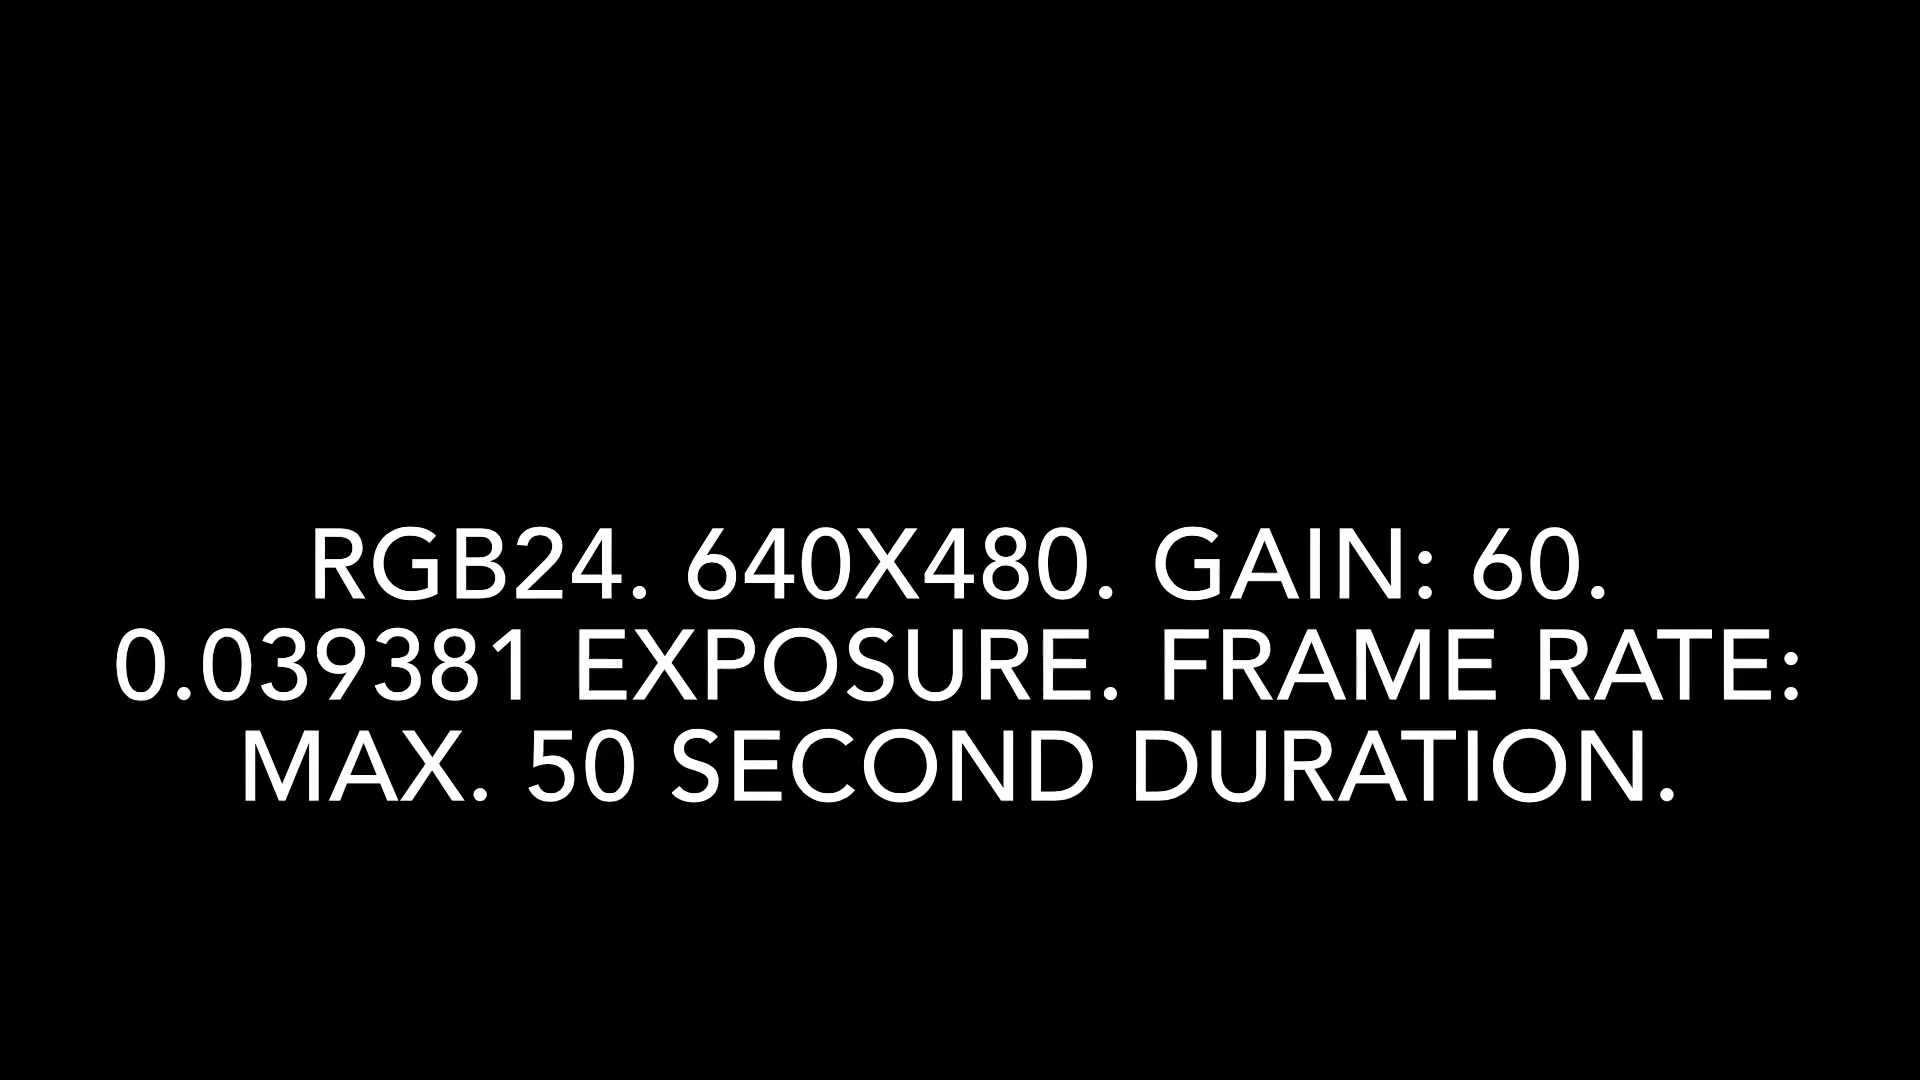 RGB24. 640X480. GAIN: 60.
0.039381 EXPOSURE. FRAME RATE:
MAX. 50 SECOND DURATION.